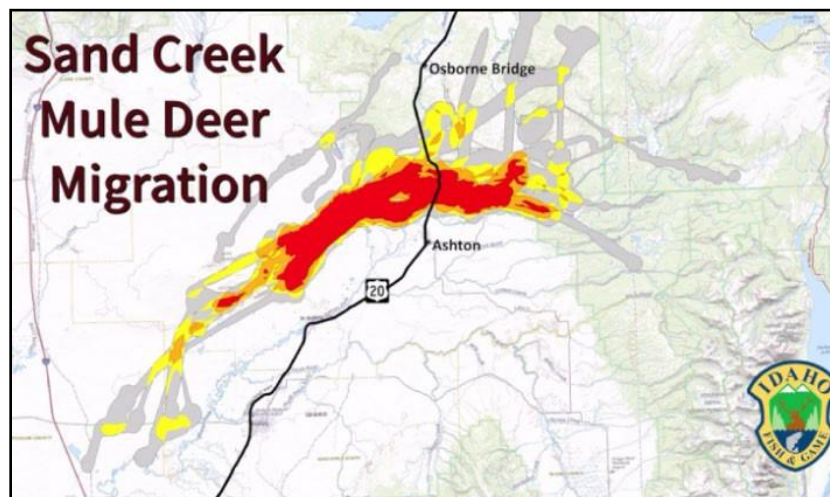 Sand Creek
Mule Deer
Migration
Osborne Bridge
Ashton
20
IDAHO
FISH & GAME